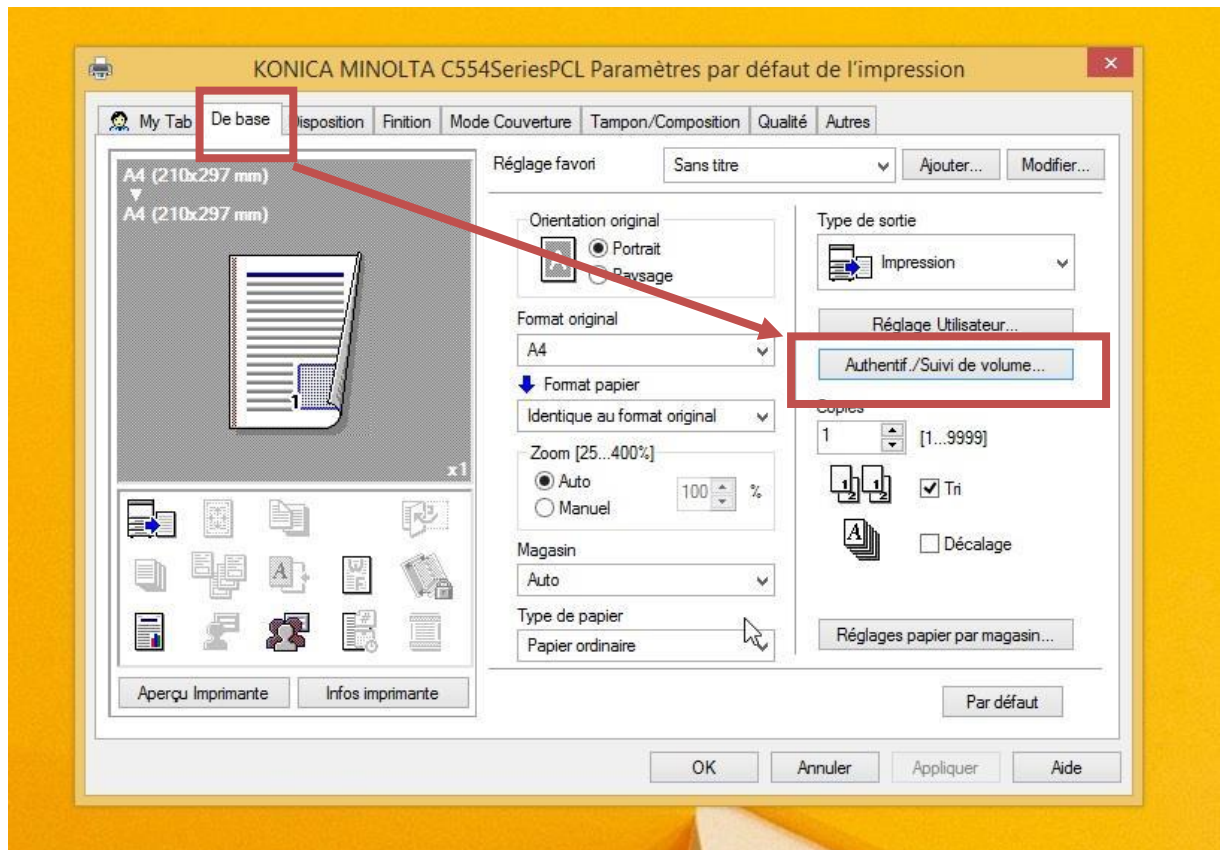 KONICA MINOLTA C554SeriesPCL Paramètres par défaut de l'impression
My Tab De base Disposition Finition Mode Couverture Tampon/Composition Qualité Autres
A4 (210x297 mm)
A4 (210x297 mm)
1
x1
Aperçu Imprimante Infos imprimante
Réglage favori Sans titre Ajouter... Modifier...
Orientation original
A
Portrait
Paysage
Format original
A4
Format papier
Identique au format original
Zoom [25...400%]
Auto
Manuel
100 %
Magasin
Auto
Type de papier
Papier ordinaire
Type de sortie
Impression
Réglage Utilisateur...
Authentif./Suivi de volume...
Copies
1 [1...9999]
Tri
Décalage
Réglages papier par magasin...
Par défaut
OK Annuler Appliquer Aide